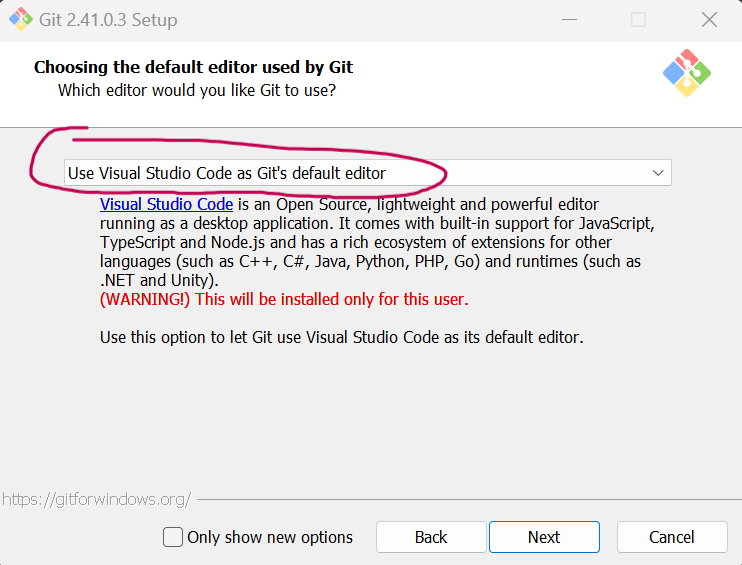 Git 2.41.0.3 Setup
Choosing the default editor used by Git
Which editor would you like Git to use?
Use Visual Studio Code as Git's default editor
Visual Studio Code is an Open Source, lightweight and powerful editor
running as a desktop application. It comes with built-in support for JavaScript,
TypeScript and Node.js and has a rich ecosystem of extensions for other
languages (such as C++, C#, Java, Python, PHP, Go) and runtimes (such as
.NET and Unity).
(WARNING!) This will be installed only for this user.
Use this option to let Git use Visual Studio Code as its default editor.
https://gitforwindows.org/
Only show new options
Back
Next
Cancel